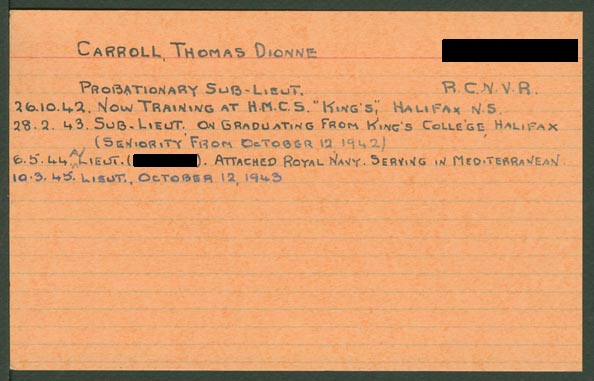 CARROLL, THOMAS DIONNE
PROBATIONARY SUB-LIEUT. R.C.N.V.R.
26.10.42. NOW TRAINING AT H.M.C.S. "KING'S", HALIFAX N.S.
28.2.43. SUB-LIEUT. ON GRADUATING FROM KING'S COLLEGE, HALIFAX
(SENIORITY FROM OCTOBER 12, 1942)
6.5.44. A/LIEUT. ( ). ATTACHED ROYAL NAVY. SERVING IN MEDITERRANEAN.
10.3.45. LIEUT., OCTOBER 12, 1943